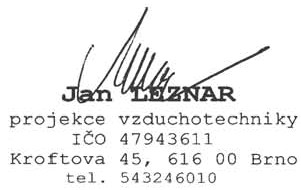 Jan LEZNAR
projekce vzduchotechniky
IČO 47943611
Kroftova 45, 616 00 Brno
tel. 543246010